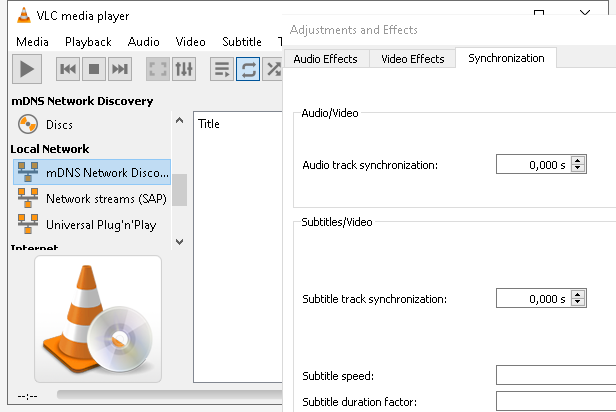 VLC media player
Media Playback Audio Video Subtitle
mDNS Network Discovery
Discs
Local Network
mDNS Network Disco...
Network streams (SAP)
Universal Plug'n'Play
Internet
--:--
Title
Adjustments and Effects
Audio Effects Video Effects Synchronization
Audio/Video
Audio track synchronization: 0,000 s
Subtitles/Video
Subtitle track synchronization: 0,000 s
Subtitle speed:
Subtitle duration factor: